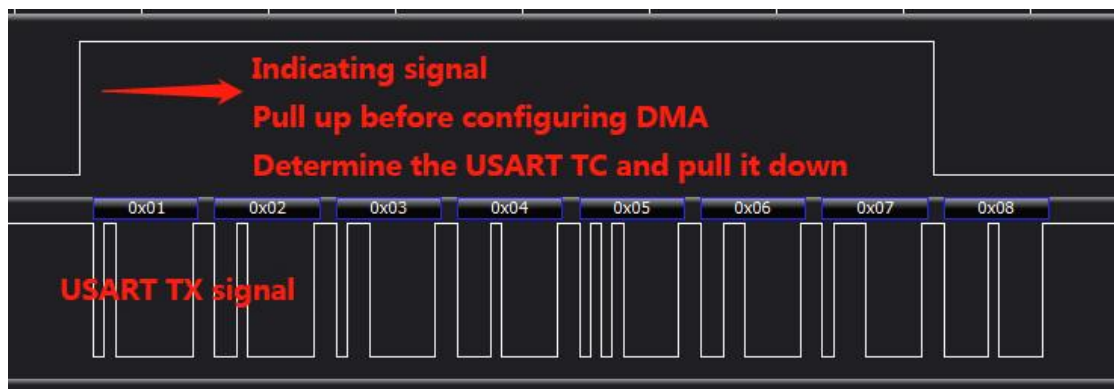 Indicating signal
Pull up before configuring DMA
Determine the USART TC and pull it down
0x01 0x02 0x03 0x04 0x05 0x06 0x07 0x08
USART TX signal